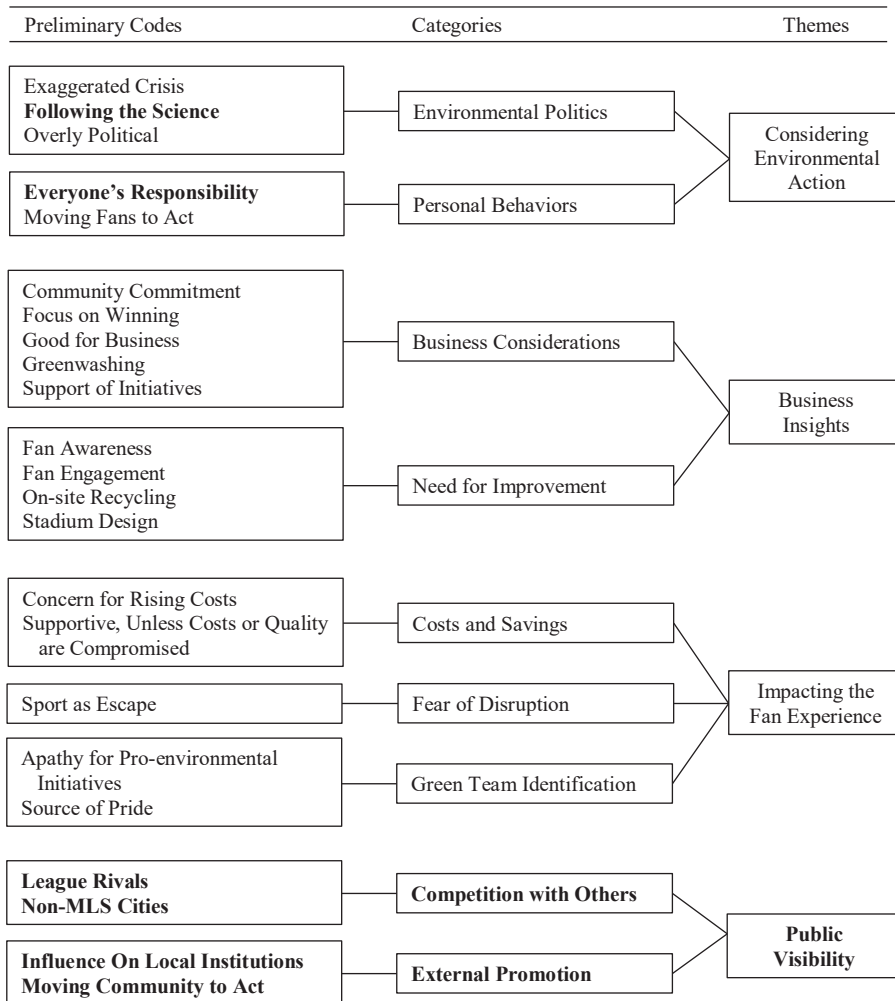 Preliminary Codes
Categories
Themes
Exaggerated Crisis
Following the Science
Overly Political
Environmental Politics
Considering
Environmental
Action
Everyone’s Responsibility
Moving Fans to Act
Personal Behaviors
Community Commitment
Focus on Winning
Good for Business
Greenwashing
Support of Initiatives
Business Considerations
Business
Insights
Fan Awareness
Fan Engagement
On-site Recycling
Stadium Design
Need for Improvement
Concern for Rising Costs
Supportive, Unless Costs or Quality
are Compromised
Costs and Savings
Sport as Escape
Fear of Disruption
Impacting the
Fan Experience
Apathy for Pro-environmental
Initiatives
Source of Pride
Green Team Identification
League Rivals
Non-MLS Cities
Competition with Others
Public
Visibility
Influence On Local Institutions
Moving Community to Act
External Promotion